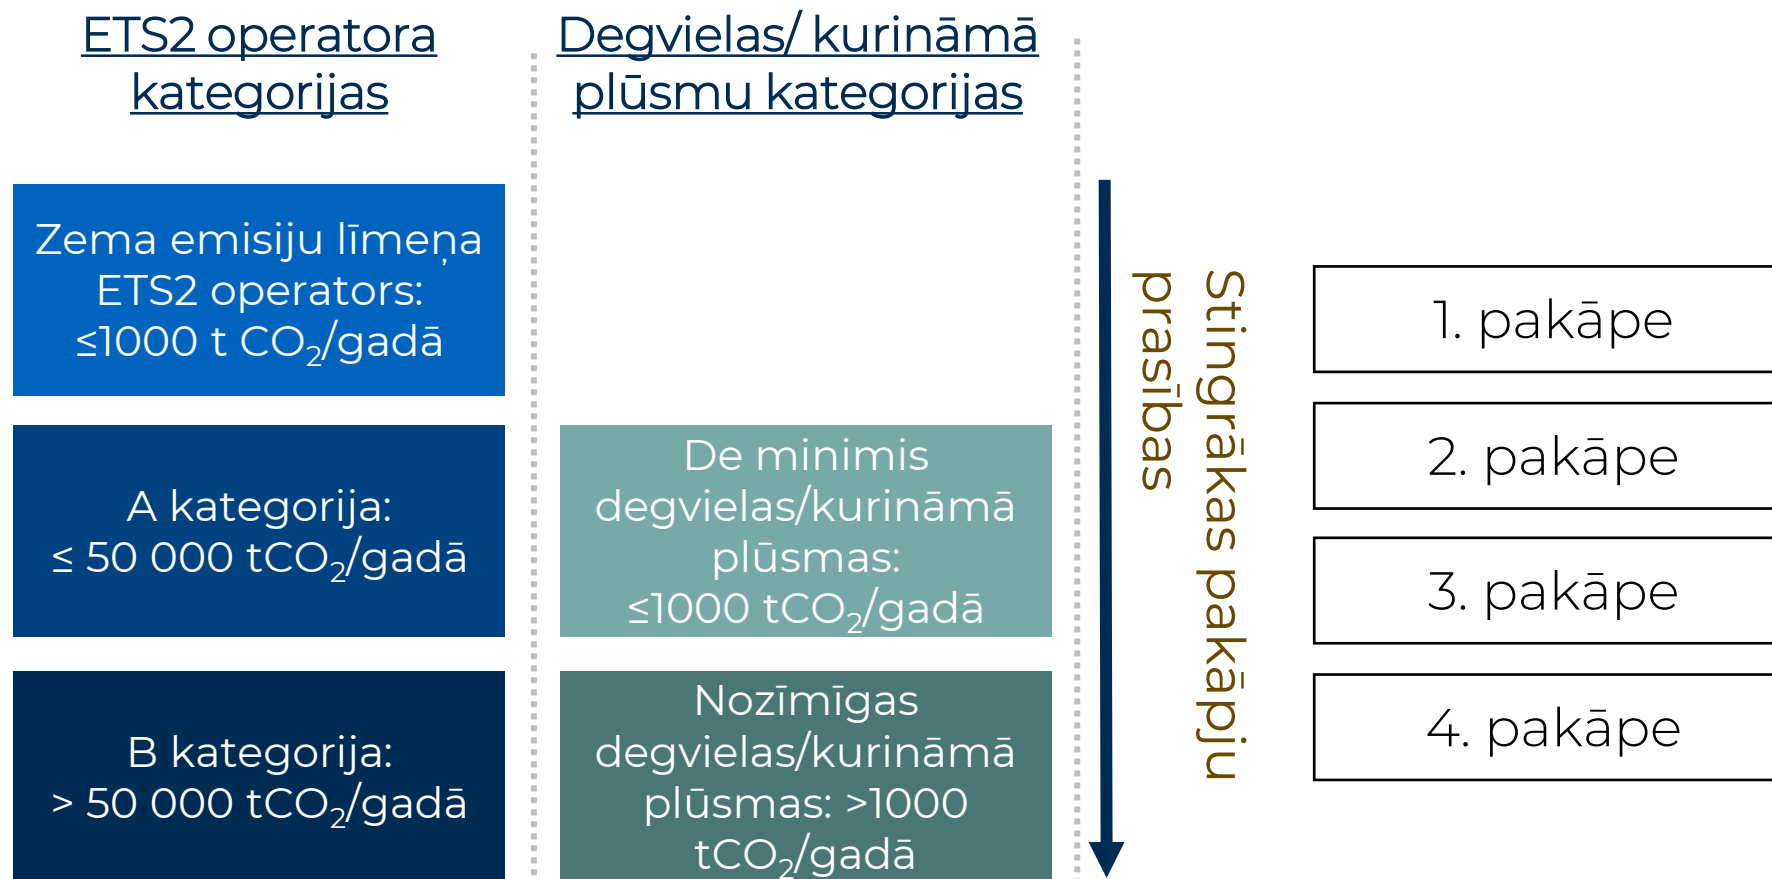 ETS2 operatora
kategorijas
Degvielas/ kurināmā
plūsmu kategorijas
Zema emisiju līmeņa
ETS2 operators:
≤1000 t CO₂/gadā
A kategorija:
≤ 50 000 tCO₂/gadā
B kategorija:
> 50 000 tCO₂/gadā
De minimis
degvielas/kurināmā
plūsmas:
≤1000 tCO₂/gadā
Nozīmīgas
degvielas/kurināmā
plūsmas: >1000
tCO₂/gadā
Stingrākas pakāpju
prasības
1. pakāpe
2. pakāpe
3. pakāpe
4. pakāpe